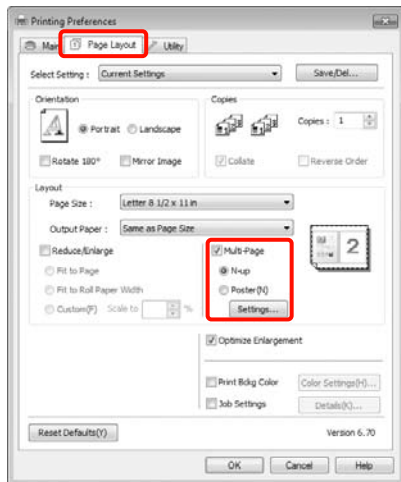 Printing Preferences
Main Page Layout Utility
Select Setting : Current Settings Save/Del...
Orientation
Portrait Landscape
Rotate 180° Mirror Image
Copies
Copies : 1
Collate Reverse Order
Layout
Page Size : Letter 8 1/2 x 11 in
Output Paper : Same as Page Size
Reduce/Enlarge
Fit to Page
Fit to Roll Paper Width
Custom(F) Scale to %
Multi-Page
N-up
Poster(N)
Settings...
2
Optimize Enlargement
Print Bckg Color Color Settings(H)...
Job Settings Details(K)...
Reset Defaults(Y) Version 6.70
OK Cancel Help